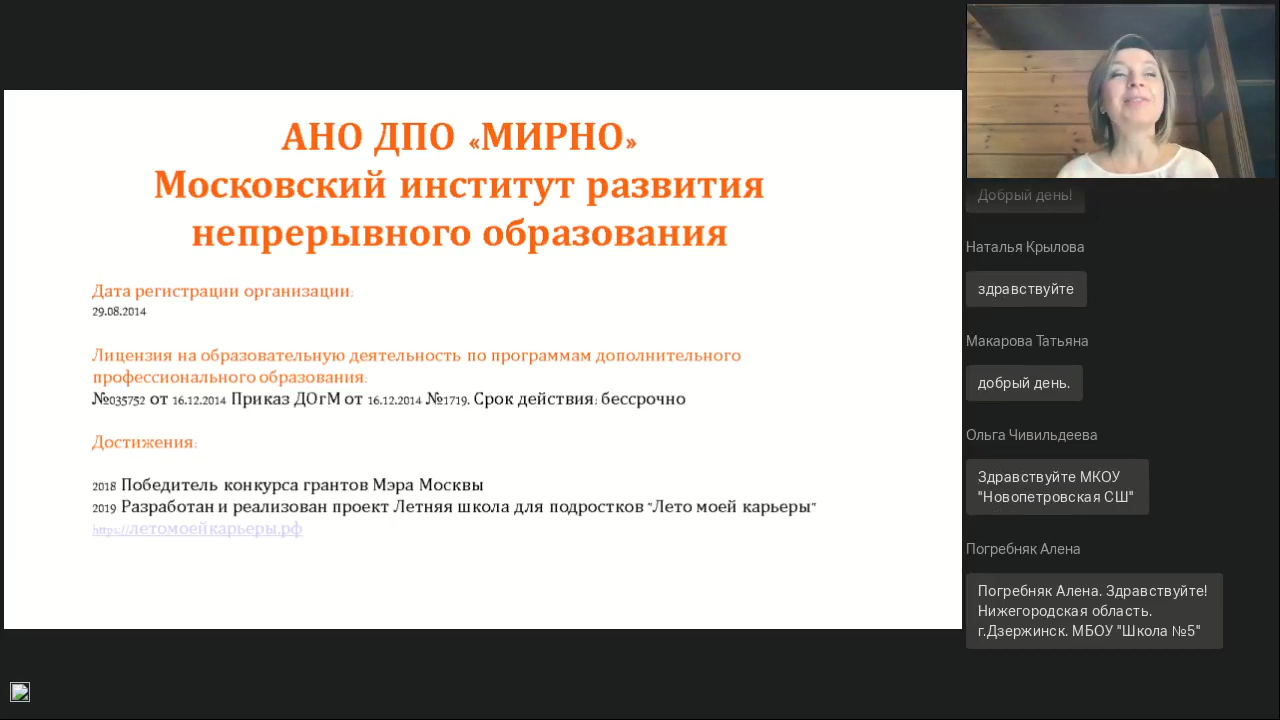 АНО ДПО «МИРНО»
Московский институт развития
непрерывного образования
Дата регистрации организации:
29.08.2014
Лицензия на образовательную деятельность по программам дополнительного
профессионального образования:
№035752 от 16.12.2014 Приказ ДОгМ от 16.12.2014 №1719. Срок действия: бессрочно
Достижения:
2018 Победитель конкурса грантов Мэра Москвы
2019 Разработан и реализован проект Летняя школа для подростков "Лето моей карьеры"
https://летомоейкарьеры.рф
Добрый день!
Наталья Крылова
здравствуйте
Макарова Татьяна
добрый день.
Ольга Чивильдеева
Здравствуйте МКОУ
"Новопетровская СШ"
Погребняк Алена
Погребняк Алена. Здравствуйте!
Нижегородская область.
г.Дзержинск. МБОУ "Школа №5"